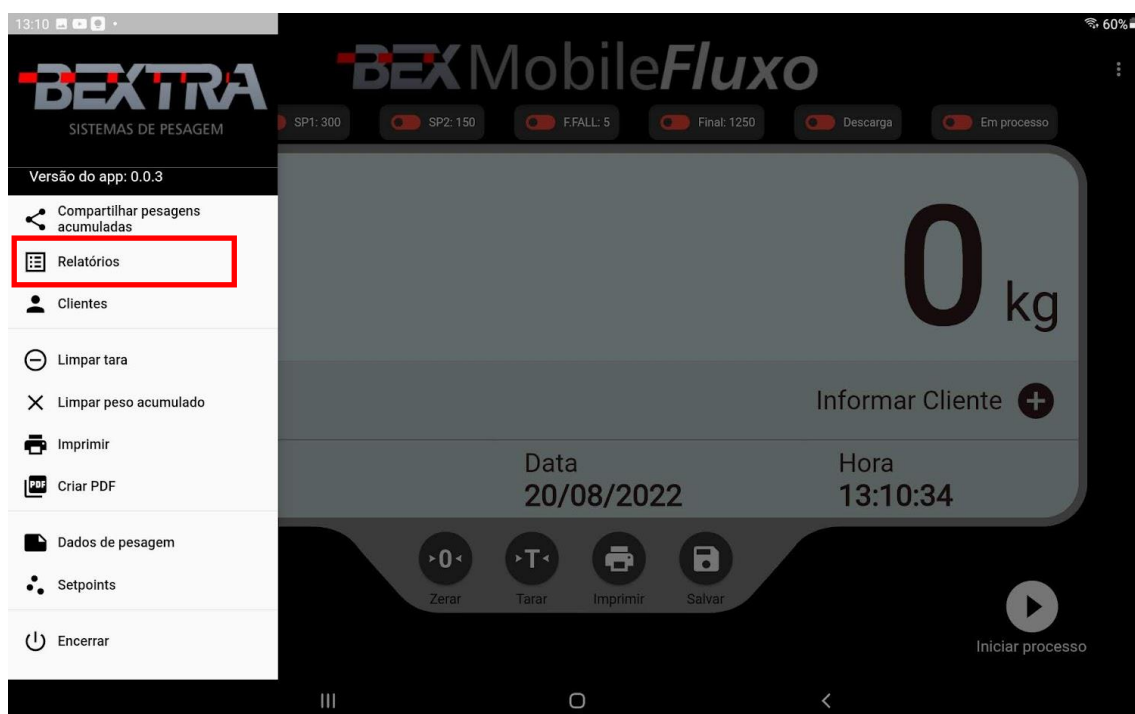 13:10
60%
BEXTRA
SISTEMAS DE PESAGEM
Versão do app: 0.0.3
Compartilhar pesagens
acumuladas
Relatórios
Clientes
Limpar tara
Limpar peso acumulado
Imprimir
PDF
Criar PDF
Dados de pesagem
Setpoints
Encerrar
BEX MobileFluxo
SP1: 300
SP2: 150
F.FALL: 5
Final: 1250
Descarga
Em processo
0 kg
Informar Cliente
Data
20/08/2022
Hora
13:10:34
0
T
Zerar
Tarar
Imprimir
Salvar
Iniciar processo